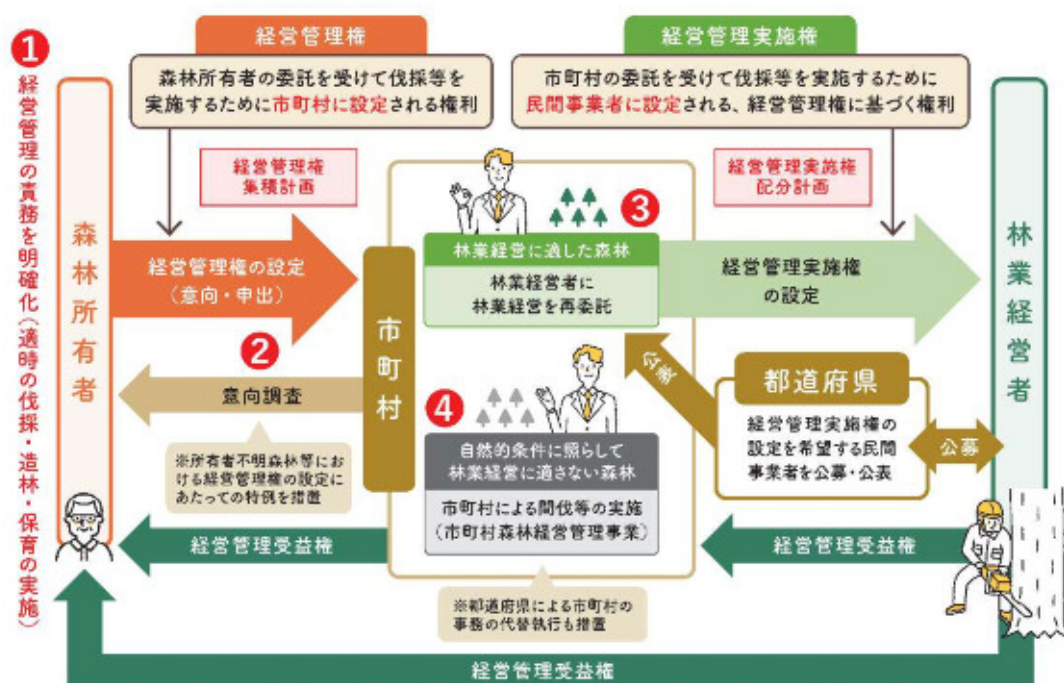 ❶
経営管理の責務を明確化（適時の伐採・造林・保育の実施）
森林所有者
経営管理権
森林所有者の委託を受けて伐採等を
実施するために市町村に設定される権利
経営管理実施権
市町村の委託を受けて伐採等を実施するために
民間事業者に設定される、経営管理権に基づく権利
経営管理権
集積計画
経営管理実施権
配分計画
経営管理権の設定
（意向・申出）
市町村
❸
林業経営に適した森林
林業経営者に
林業経営を再委託
経営管理実施権
の設定
林業経営者
❷
意向調査
※所有者不明森林等にお
ける経営管理権の設定に
あたっての特例を措置
❹
自然的条件に照らして
林業経営に適さない森林
市町村による間伐等の実施
（市町村森林経営管理事業）
公表
都道府県
経営管理実施権の
設定を希望する民間
事業者を公募・公表
公募
経営管理受益権
経営管理受益権
※都道府県による市町村の
事務の代替執行も措置
経営管理受益権